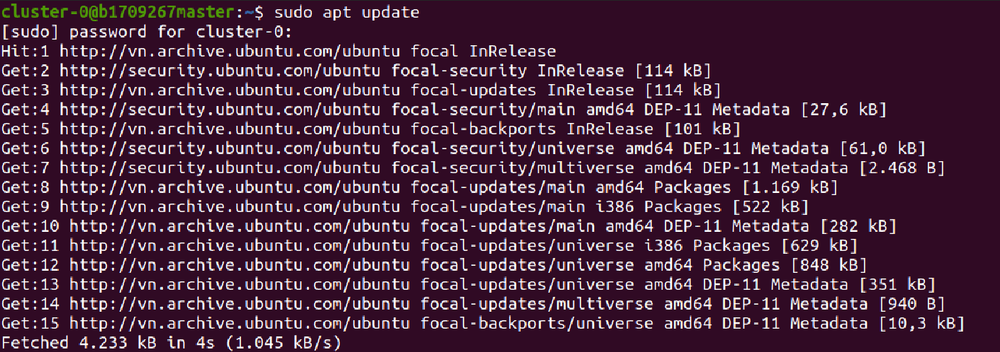 cluster-0@b1709267master:~$ sudo apt update
[sudo] password for cluster-0:
Hit:1 http://vn.archive.ubuntu.com/ubuntu focal InRelease
Get:2 http://security.ubuntu.com/ubuntu focal-security InRelease [114 kB]
Get:3 http://vn.archive.ubuntu.com/ubuntu focal-updates InRelease [114 kB]
Get:4 http://security.ubuntu.com/ubuntu focal-security/main amd64 DEP-11 Metadata [27,6 kB]
Get:5 http://vn.archive.ubuntu.com/ubuntu focal-backports InRelease [101 kB]
Get:6 http://security.ubuntu.com/ubuntu focal-security/universe amd64 DEP-11 Metadata [61,0 kB]
Get:7 http://security.ubuntu.com/ubuntu focal-security/multiverse amd64 DEP-11 Metadata [2.468 B]
Get:8 http://vn.archive.ubuntu.com/ubuntu focal-updates/main amd64 Packages [1.169 kB]
Get:9 http://vn.archive.ubuntu.com/ubuntu focal-updates/main i386 Packages [522 kB]
Get:10 http://vn.archive.ubuntu.com/ubuntu focal-updates/main amd64 DEP-11 Metadata [282 kB]
Get:11 http://vn.archive.ubuntu.com/ubuntu focal-updates/universe i386 Packages [629 kB]
Get:12 http://vn.archive.ubuntu.com/ubuntu focal-updates/universe amd64 Packages [848 kB]
Get:13 http://vn.archive.ubuntu.com/ubuntu focal-updates/universe amd64 DEP-11 Metadata [351 kB]
Get:14 http://vn.archive.ubuntu.com/ubuntu focal-updates/multiverse amd64 DEP-11 Metadata [940 B]
Get:15 http://vn.archive.ubuntu.com/ubuntu focal-backports/universe amd64 DEP-11 Metadata [10,3 kB]
Fetched 4.233 kB in 4s (1.045 kB/s)